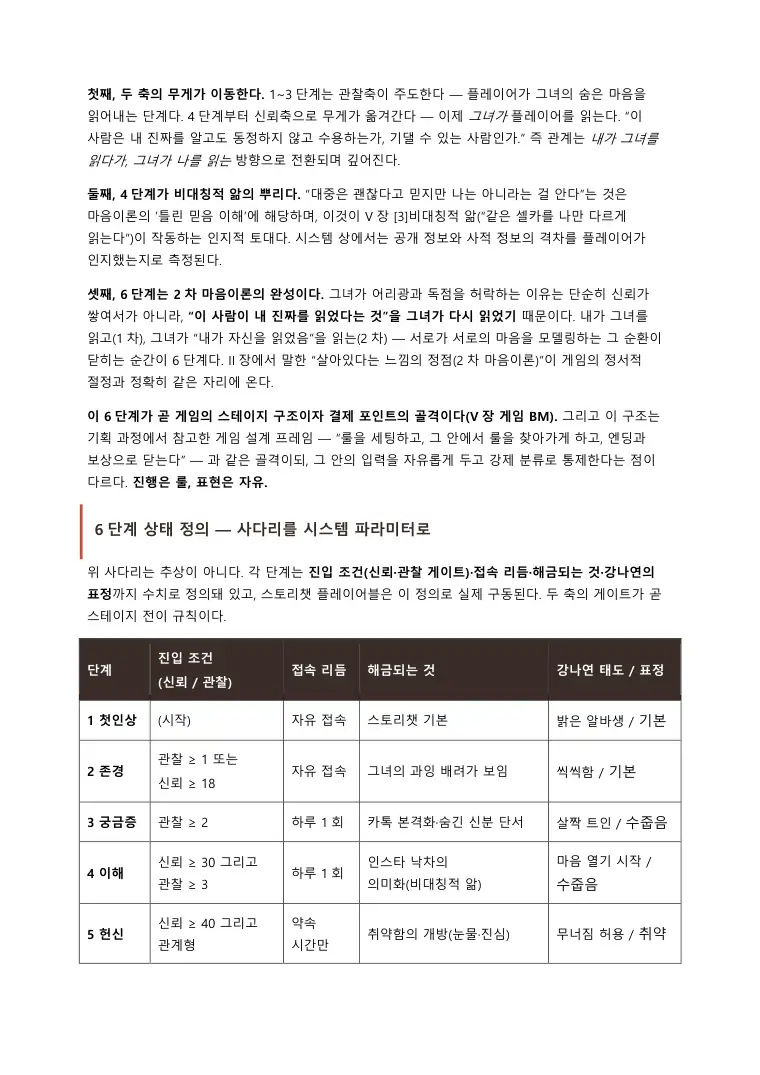 첫째, 두 축의 무게가 이동한다. 1~3 단계는 관찰축이 주도한다 — 플레이어가 그녀의 숨은 마음을
읽어내는 단계다. 4 단계부터 신뢰축으로 무게가 옮겨간다 — 이제 그녀가 플레이어를 읽는다. “이
사람은 내 진짜를 알고도 동정하지 않고 수용하는가, 기댈 수 있는 사람인가.” 즉 관계는 내가 그녀를
읽다가, 그녀가 나를 읽는 방향으로 전환되며 깊어진다.
둘째, 4 단계가 비대칭적 앎의 뿌리다. “대중은 괜찮다고 믿지만 나는 아니라는 걸 안다”는 것은
마음이론의 ‘틀린 믿음 이해’에 해당하며, 이것이 V 장 [3]비대칭적 앎(“같은 셀카를 나만 다르게
읽는다”)이 작동하는 인지적 토대다. 시스템 상에서는 공개 정보와 사적 정보의 격차를 플레이어가
인지했는지로 측정된다.
셋째, 6 단계는 2 차 마음이론의 완성이다. 그녀가 어리광과 독점을 허락하는 이유는 단순히 신뢰가
쌓여서가 아니라, “이 사람이 내 진짜를 읽었다는 것”을 그녀가 다시 읽었기 때문이다. 내가 그녀를
읽고(1 차), 그녀가 “내가 자신을 읽었음”을 읽는(2 차) — 서로가 서로의 마음을 모델링하는 그 순환이
닫히는 순간이 6 단계다. II 장에서 말한 “살아있다는 느낌의 정점(2 차 마음이론)”이 게임의 정서적
절정과 정확히 같은 자리에 온다.
이 6 단계가 곧 게임의 스테이지 구조이자 결제 포인트의 골격이다(V 장 게임 BM). 그리고 이 구조는
기획 과정에서 참고한 게임 설계 프레임 — “룰을 세팅하고, 그 안에서 룰을 찾아가게 하고, 엔딩과
보상으로 닫는다” — 과 같은 골격이되, 그 안의 입력을 자유롭게 두고 강제 분류로 통제한다는 점이
다르다. 진행은 룰, 표현은 자유.
6 단계 상태 정의 — 사다리를 시스템 파라미터로
위 사다리는 추상이 아니다. 각 단계는 진입 조건(신뢰·관찰 게이트)·접속 리듬·해금되는 것·강나연의
표정까지 수치로 정의돼 있고, 스토리챗 플레이어블은 이 정의로 실제 구동된다. 두 축의 게이트가 곧
스테이지 전이 규칙이다.
단계 진입 조건 (신뢰 / 관찰) 접속 리듬 해금되는 것 강나연 태도 / 표정
1 첫인상 (시작) 자유 접속 스토리챗 기본 밝은 알바생 / 기본
2 존경 관찰 ≥ 1 또는 신뢰 ≥ 18 자유 접속 그녀의 과잉 배려가 보임 씩씩함 / 기본
3 궁금증 관찰 ≥ 2 하루 1 회 카톡 본격화·숨긴 신분 단서 살짝 트인 / 수줍음
4 이해 신뢰 ≥ 30 그리고 관찰 ≥ 3 하루 1 회 인스타 낙차의 의미화(비대칭적 앎) 마음 열기 시작 / 수줍음
5 헌신 신뢰 ≥ 40 그리고 관계형 약속 시간만 취약함의 개방(눈물·진심) 무너짐 허용 / 취약